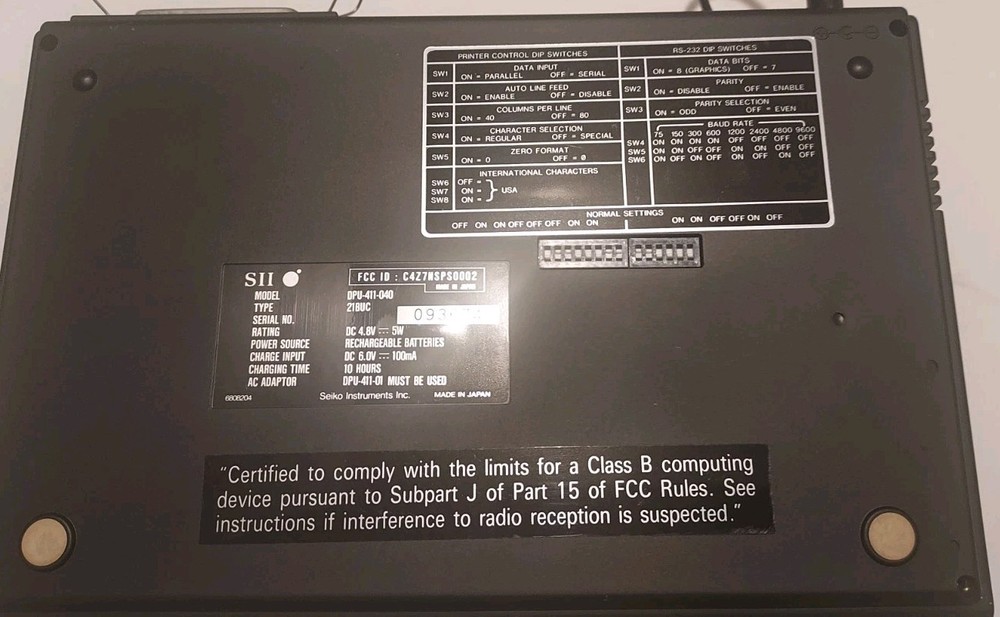 PRINTER CONTROL DIP SWITCHES
SW1 DATA INPUT
ON = PARALLEL OFF = SERIAL
SW2 AUTO LINE FEED
ON = ENABLE OFF = DISABLE
SW3 COLUMNS PER LINE
ON = 40 OFF = 80
SW4 CHARACTER SELECTION
ON = REGULAR OFF = SPECIAL
SW5 ZERO FORMAT
ON = 0 OFF = Ø
INTERNATIONAL CHARACTERS
SW6 OFF =
SW7 ON = } USA
SW8 ON =
RS-232 DIP SWITCHES
SW1 DATA BITS
ON = 8 (GRAPHICS) OFF = 7
SW2 PARITY
ON = DISABLE OFF = ENABLE
SW3 PARITY SELECTION
ON = ODD OFF = EVEN
BAUD RATE
75 150 300 600 1200 2400 4800 9600
SW4 ON ON ON ON OFF OFF OFF OFF
SW5 ON ON OFF OFF ON ON OFF OFF
SW6 ON OFF ON OFF ON OFF ON OFF
NORMAL SETTINGS
OFF ON ON OFF OFF OFF ON ON ON ON OFF OFF ON OFF
SII
FCC ID : C4Z7NSPS0002
MADE IN JAPAN
MODEL DPU-411-040
TYPE 21BUC
SERIAL NO. 093
RATING DC 4.8V ⎓ 5W
POWER SOURCE RECHARGEABLE BATTERIES
CHARGE INPUT DC 6.0V ⎓ 100mA
CHARGING TIME 10 HOURS
AC ADAPTOR DPU-411-01 MUST BE USED
6808204 Seiko Instruments Inc. MADE IN JAPAN
"Certified to comply with the limits for a Class B computing
device pursuant to Subpart J of Part 15 of FCC Rules. See
instructions if interference to radio reception is suspected."